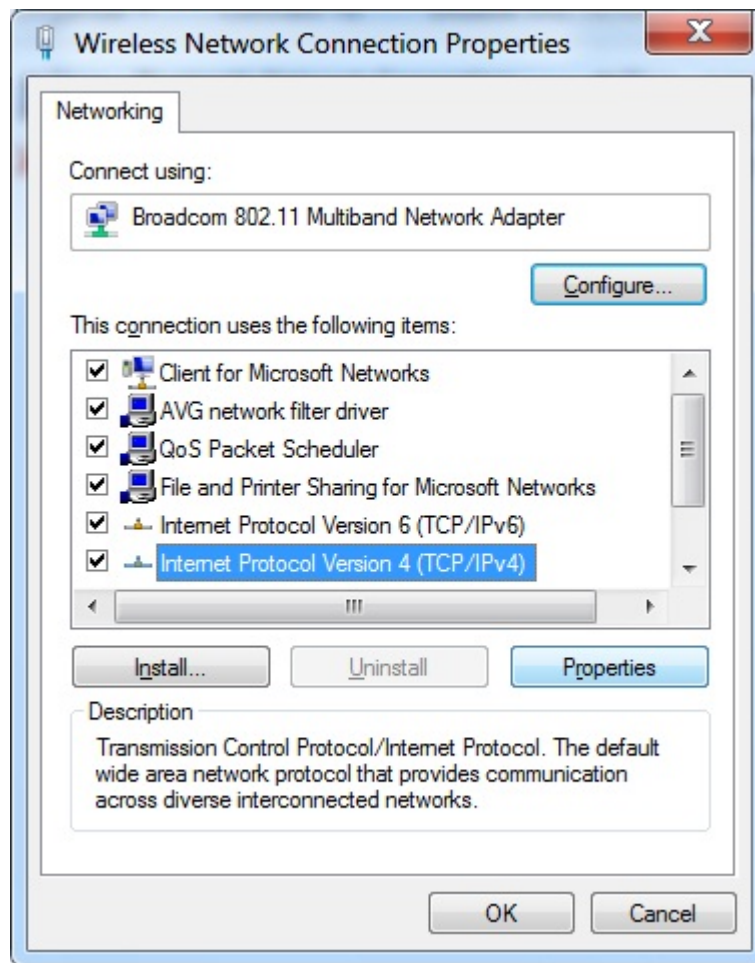 Wireless Network Connection Properties
Networking
Connect using:
Broadcom 802.11 Multiband Network Adapter
Configure...
This connection uses the following items:
Client for Microsoft Networks
AVG network filter driver
QoS Packet Scheduler
File and Printer Sharing for Microsoft Networks
Internet Protocol Version 6 (TCP/IPv6)
Internet Protocol Version 4 (TCP/IPv4)
Install... Uninstall Properties
Description
Transmission Control Protocol/Internet Protocol. The default
wide area network protocol that provides communication
across diverse interconnected networks.
OK Cancel